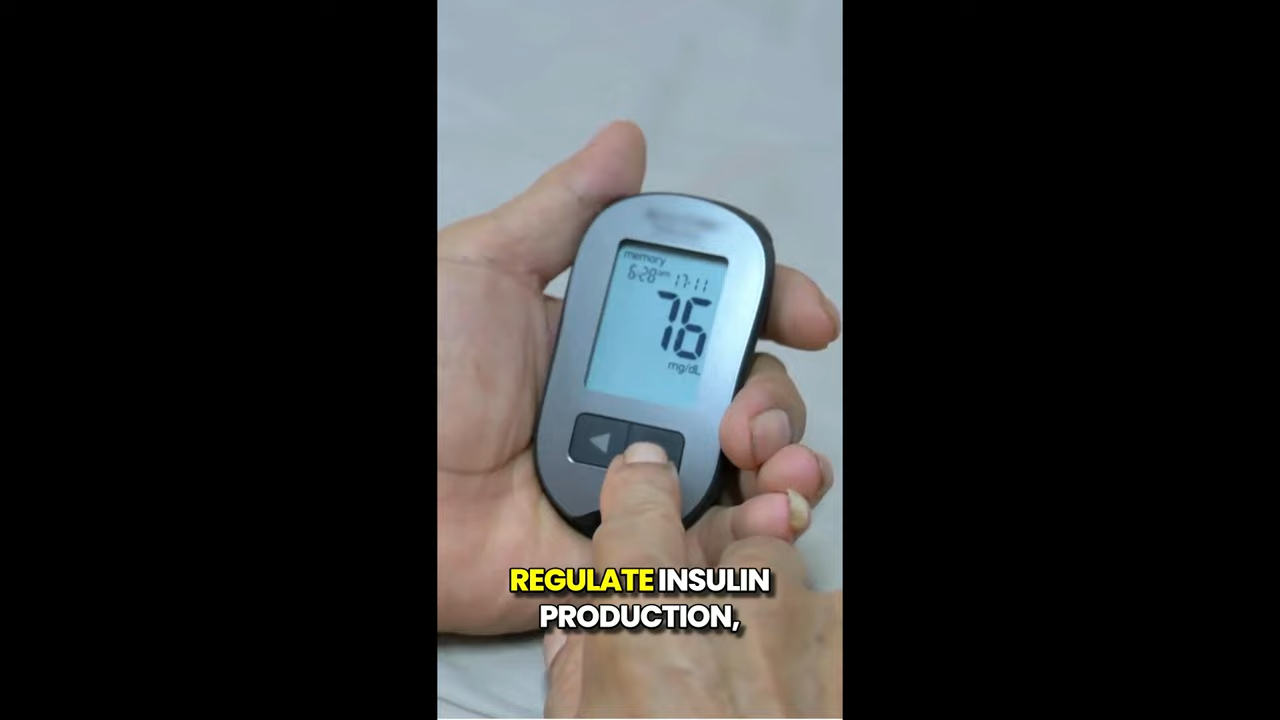 memory
6:28am 17-11
76
mg/dL
REGULATE INSULIN
PRODUCTION,